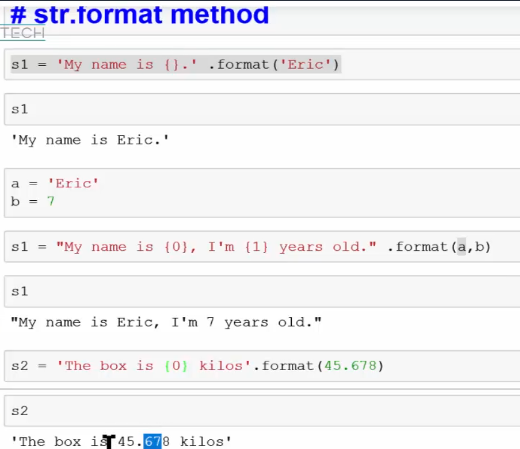 # str.format method
TECH
s1 = 'My name is {}.' .format('Eric')
s1
'My name is Eric.'
a = 'Eric'
b = 7
s1 = "My name is {0}, I'm {1} years old." .format(a,b)
s1
"My name is Eric, I'm 7 years old."
s2 = 'The box is {0} kilos'.format(45.678)
s2
'The box is 45.678 kilos'